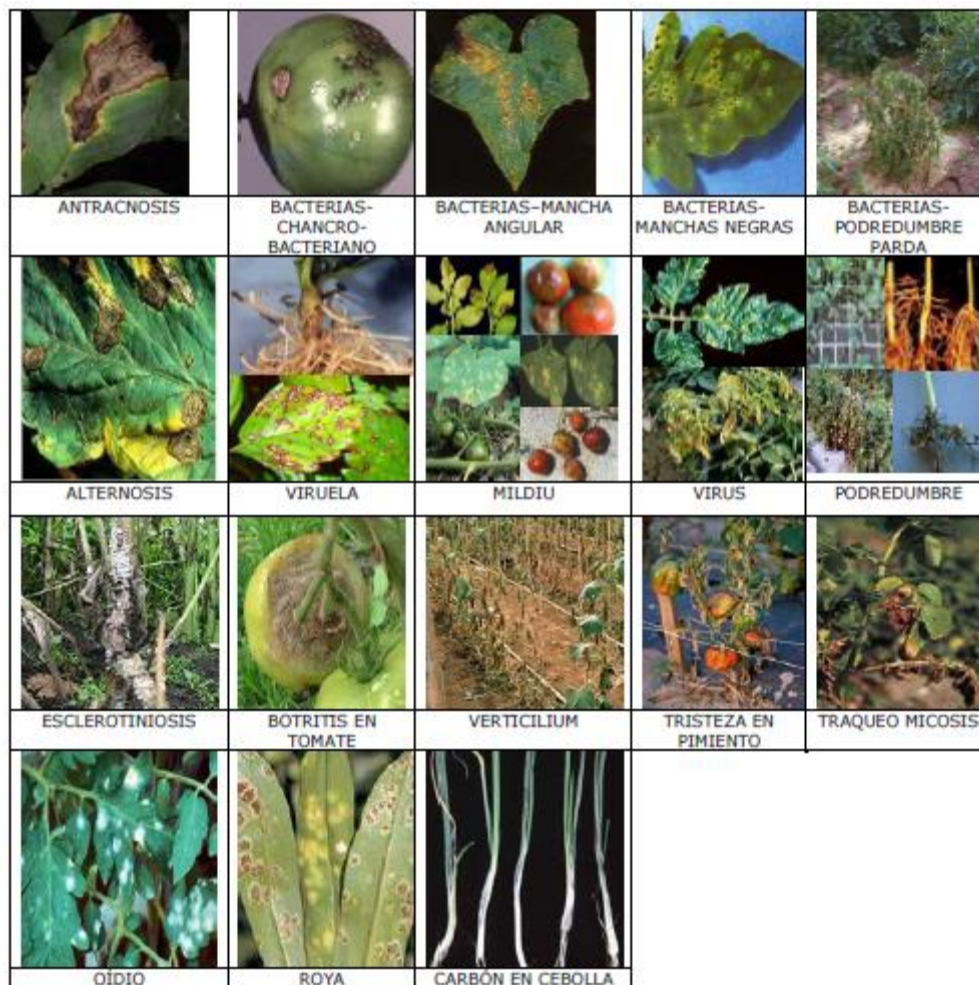 ANTRACNOSIS
BACTERIAS-
CHANCRO-
BACTERIANO
BACTERIAS-MANCHA
ANGULAR
BACTERIAS-
MANCHAS NEGRAS
BACTERIAS-
PODREDUMBRE
PARDA
ALTERNOSIS
VIRUELA
MILDIU
VIRUS
PODREDUMBRE
ESCLEROTINIOSIS
BOTRITIS EN
TOMATE
VERTICILIUM
TRISTEZA EN
PIMIENTO
TRAQUEO MICOSIS
OÍDIO
ROYA
CARBÓN EN CEBOLLA